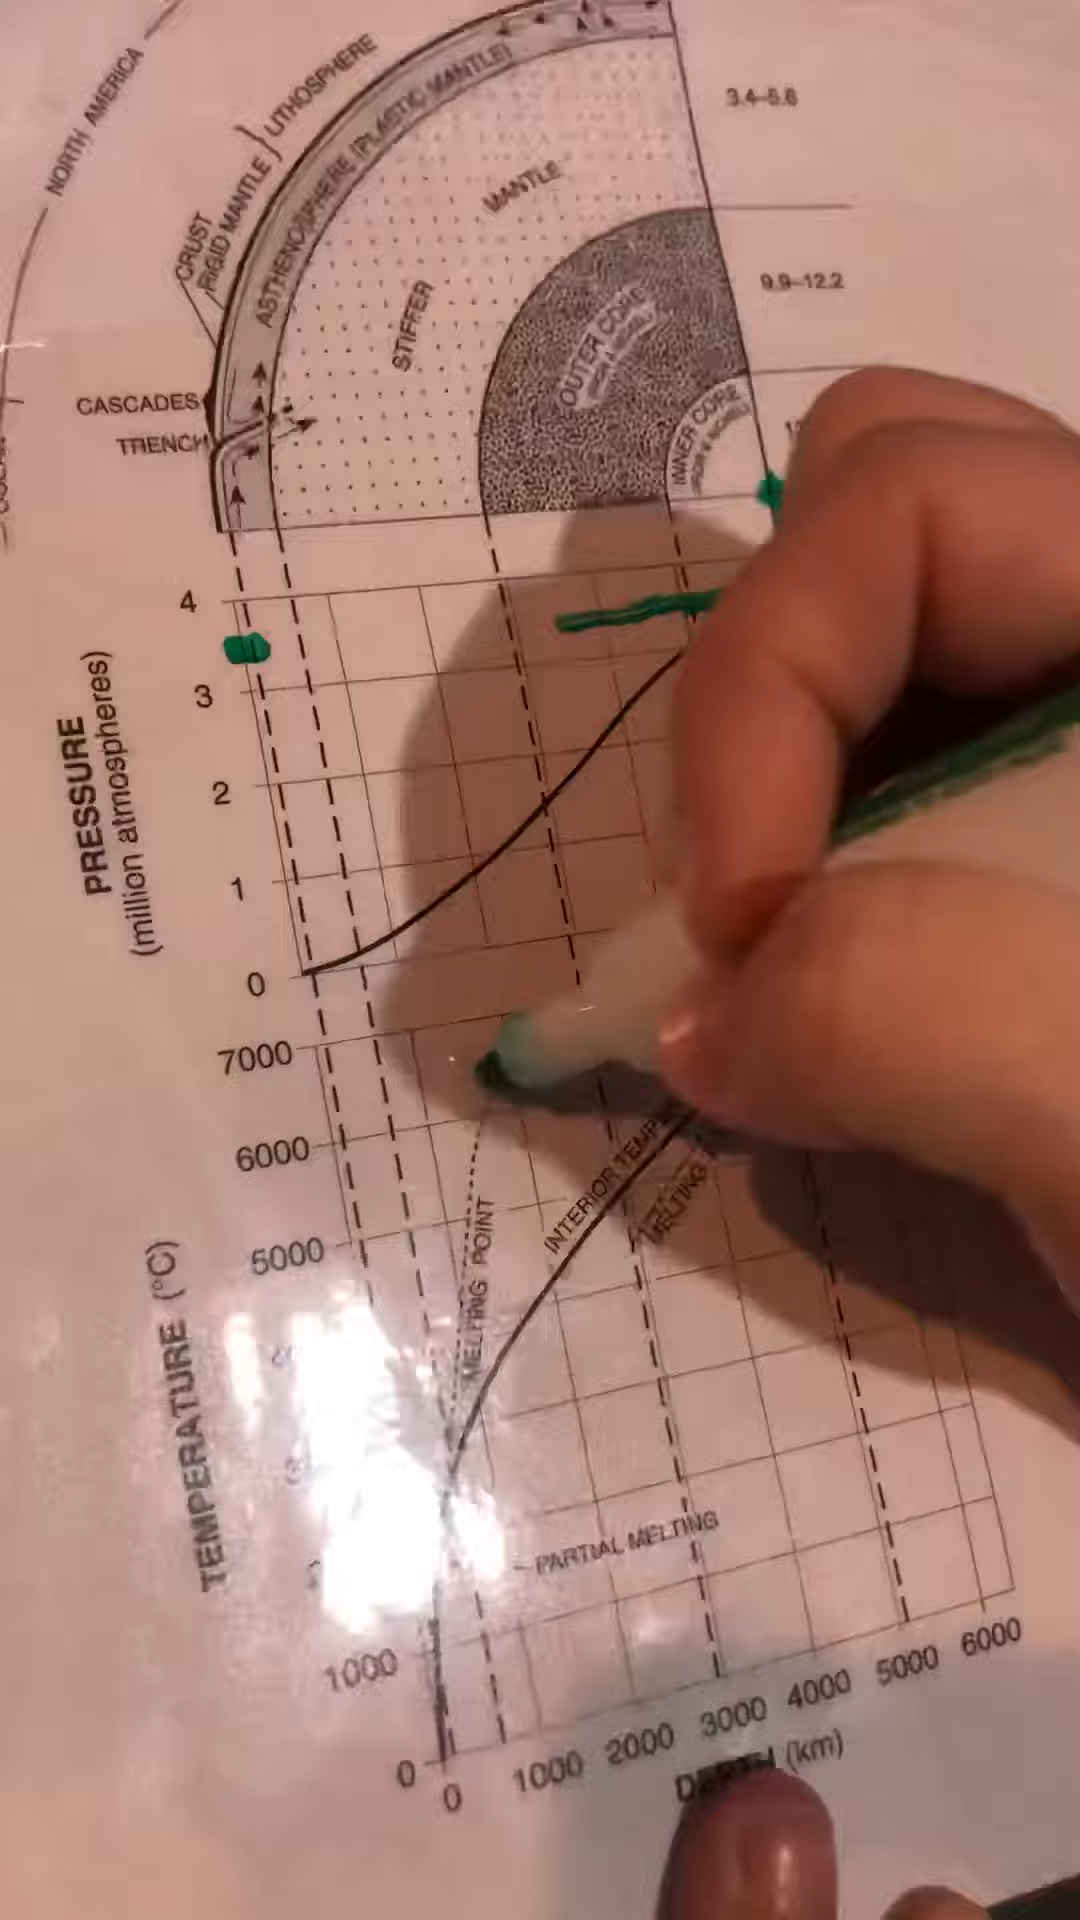 NORTH AMERICA
LITHOSPHERE
CRUST
RIGID MANTLE
ASTHENOSPHERE (PLASTIC MANTLE)
STIFFER MANTLE
3.4–5.6
9.9–12.2
OUTER CORE
INNER CORE
CASCADES
TRENCH
PRESSURE
(million atmospheres)
4
3
2
1
0
TEMPERATURE (°C)
7000
6000
5000
1000
0
MELTING POINT
INTERIOR
MELTING
PARTIAL MELTING
0 1000 2000 3000 4000 5000 6000
DEPTH (km)